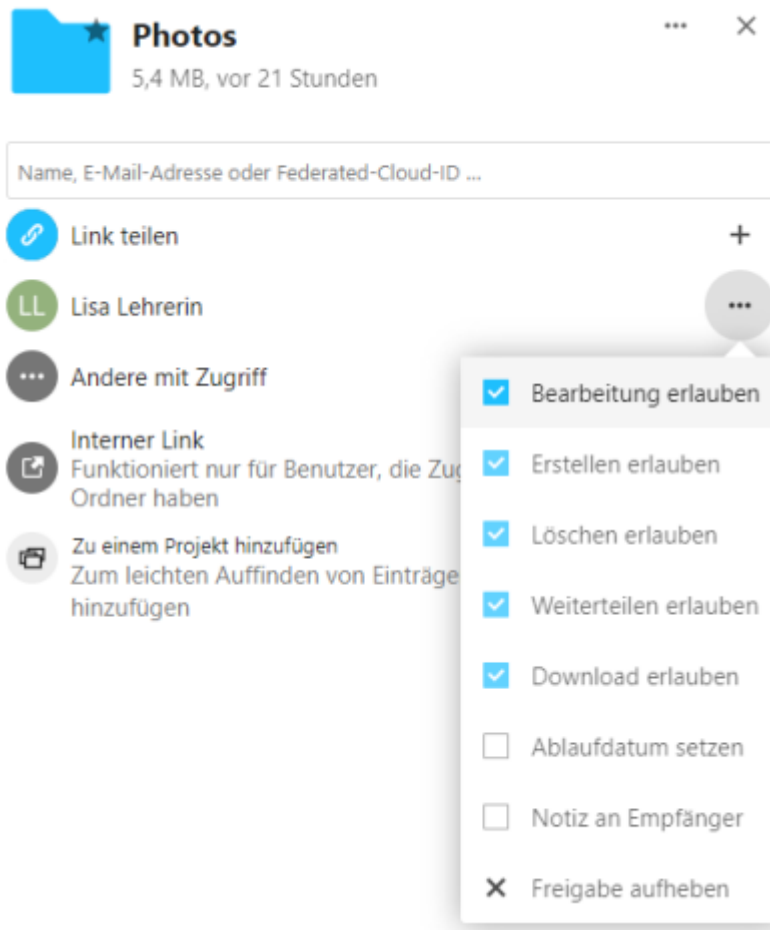 Photos
5,4 MB, vor 21 Stunden
Name, E-Mail-Adresse oder Federated-Cloud-ID ...
Link teilen
LL Lisa Lehrerin
Andere mit Zugriff
Interner Link
Funktioniert nur für Benutzer, die
Ordner haben
Zu einem Projekt hinzufügen
Zum leichten Auffinden von
hinzufügen
Bearbeitung erlauben
Erstellen erlauben
Löschen erlauben
Weiterteilen erlauben
Download erlauben
Ablaufdatum setzen
Notiz an Empfänger
Freigabe aufheben